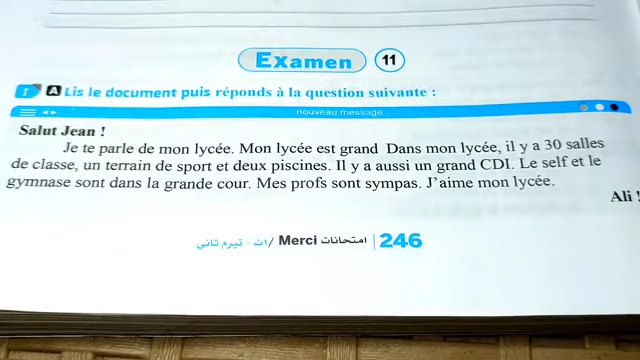 Examen 11
I A Lis le document puis réponds à la question suivante :
nouveau message
Salut Jean !
Je te parle de mon lycée. Mon lycée est grand Dans mon lycée, il y a 30 salles
de classe, un terrain de sport et deux piscines. Il y a aussi un grand CDI. Le self et le
gymnase sont dans la grande cour. Mes profs sont sympas. J'aime mon lycée.
Ali !
246 | امتحانات Merci /١ث - تيرم ثاني